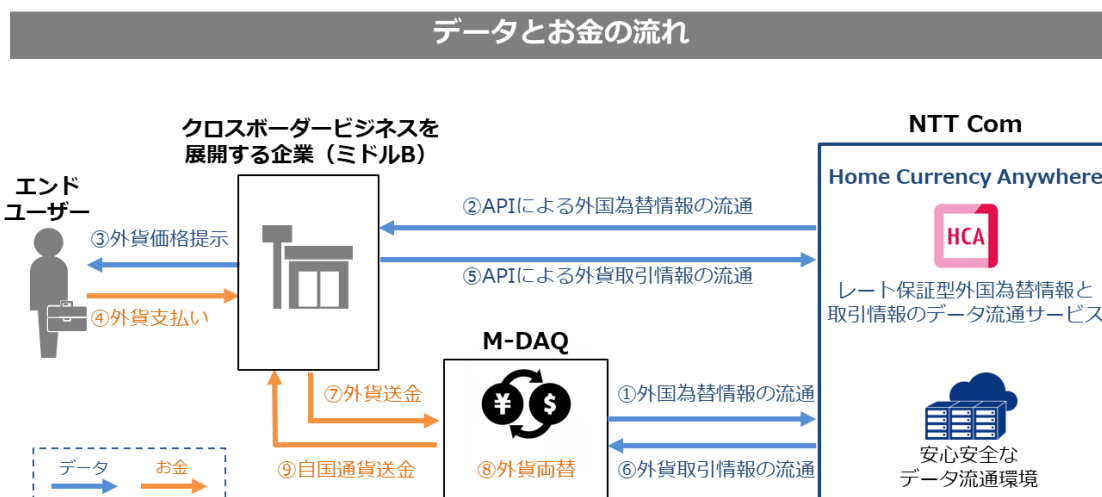 データとお金の流れ
クロスボーダービジネスを
展開する企業（ミドルB）
NTT Com
エンド
ユーザー
Home Currency Anywhere
HCA
レート保証型外国為替情報と
取引情報のデータ流通サービス
②APIによる外国為替情報の流通
③外貨価格提示
⑤APIによる外貨取引情報の流通
④外貨支払い
M-DAQ
¥ $
⑦外貨送金
①外国為替情報の流通
⑨自国通貨送金
⑧外貨両替
⑥外貨取引情報の流通
安心安全な
データ流通環境
データ お金